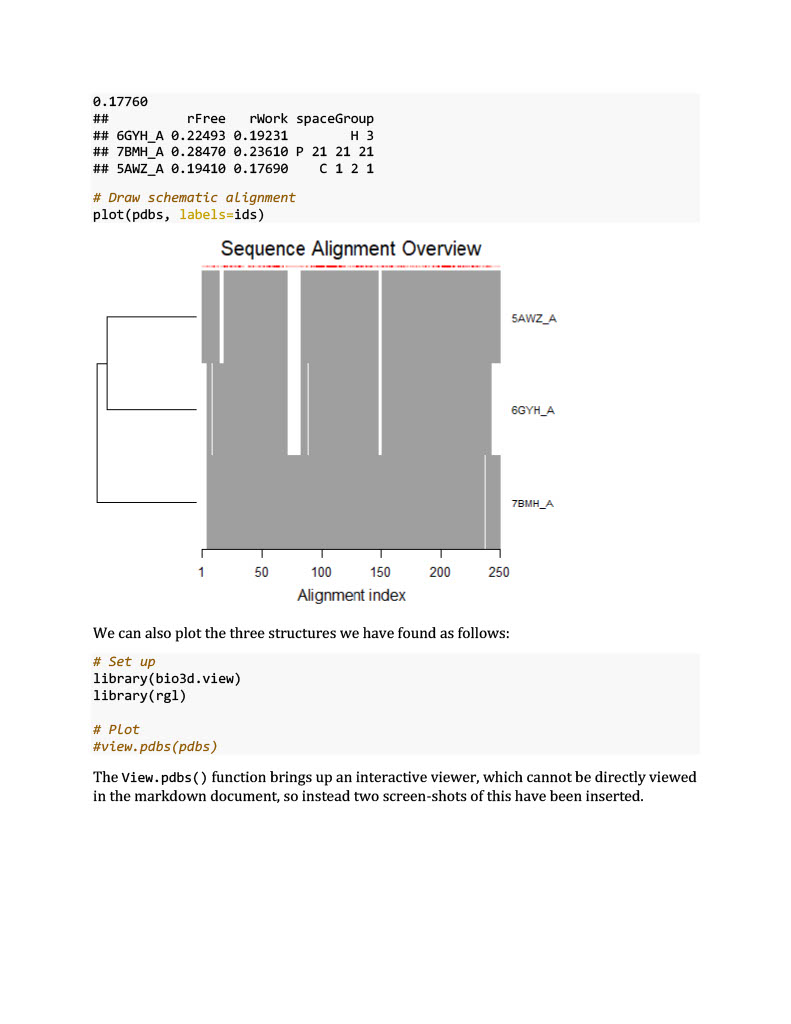 0.17760
##          rFree   rWork spaceGroup
## 6GYH_A 0.22493 0.19231        H 3
## 7BMH_A 0.28470 0.23610 P 21 21 21
## 5AWZ_A 0.19410 0.17690    C 1 2 1
# Draw schematic alignment
plot(pdbs, labels=ids)
Sequence Alignment Overview
5AWZ_A
6GYH_A
7BMH_A
1 50 100 150 200 250
Alignment index
We can also plot the three structures we have found as follows:
# Set up
library(bio3d.view)
library(rgl)
# Plot
#view.pdbs(pdbs)
The View.pdbs() function brings up an interactive viewer, which cannot be directly viewed
in the markdown document, so instead two screen-shots of this have been inserted.